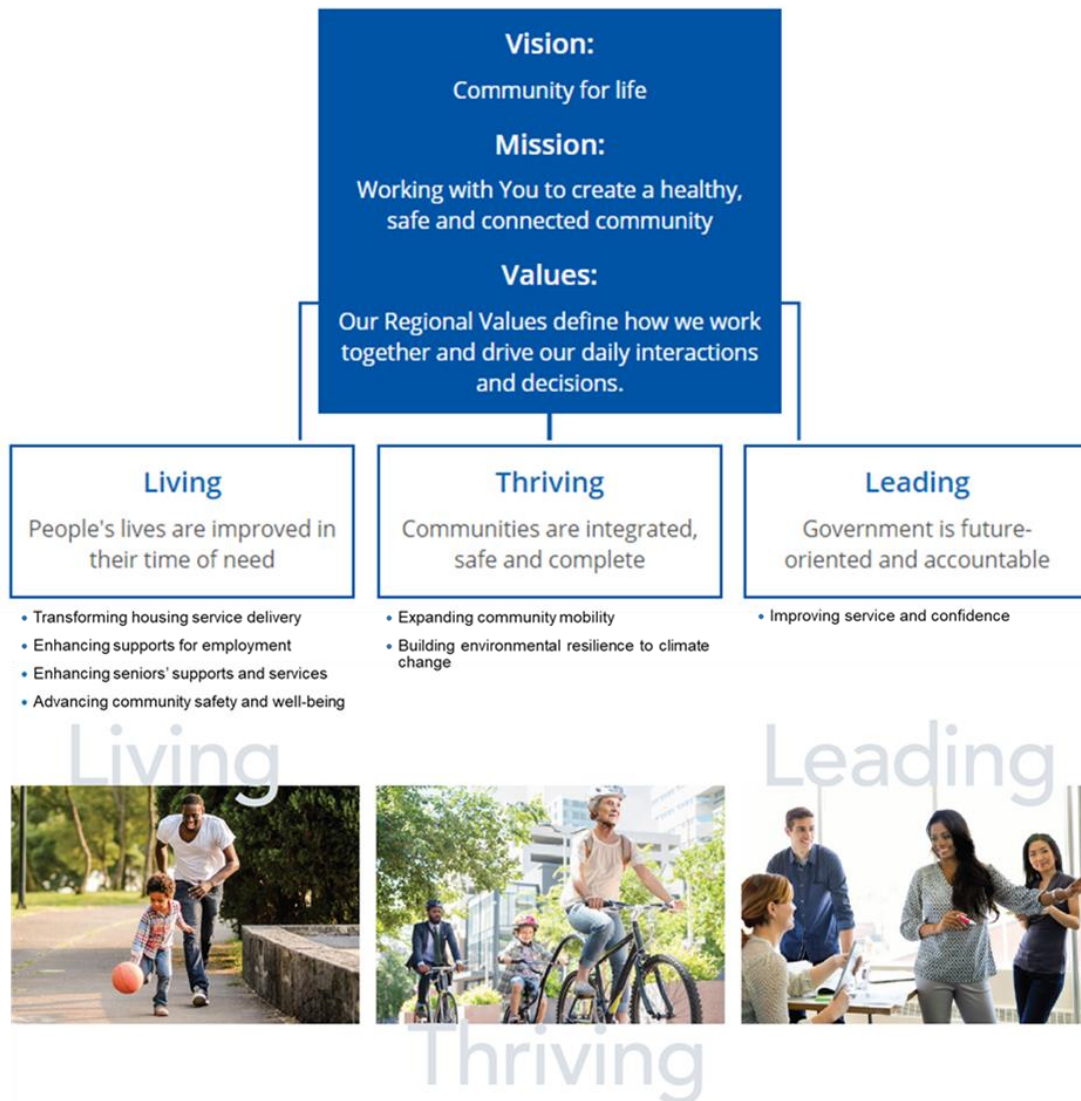 Vision:
Community for life
Mission:
Working with You to create a healthy,
safe and connected community
Values:
Our Regional Values define how we work
together and drive our daily interactions
and decisions.
Living
People's lives are improved in
their time of need
• Transforming housing service delivery
• Enhancing supports for employment
• Enhancing seniors’ supports and services
• Advancing community safety and well-being
Thriving
Communities are integrated,
safe and complete
• Expanding community mobility
• Building environmental resilience to climate
change
Leading
Government is future-
oriented and accountable
• Improving service and confidence
Living
Leading
Thriving